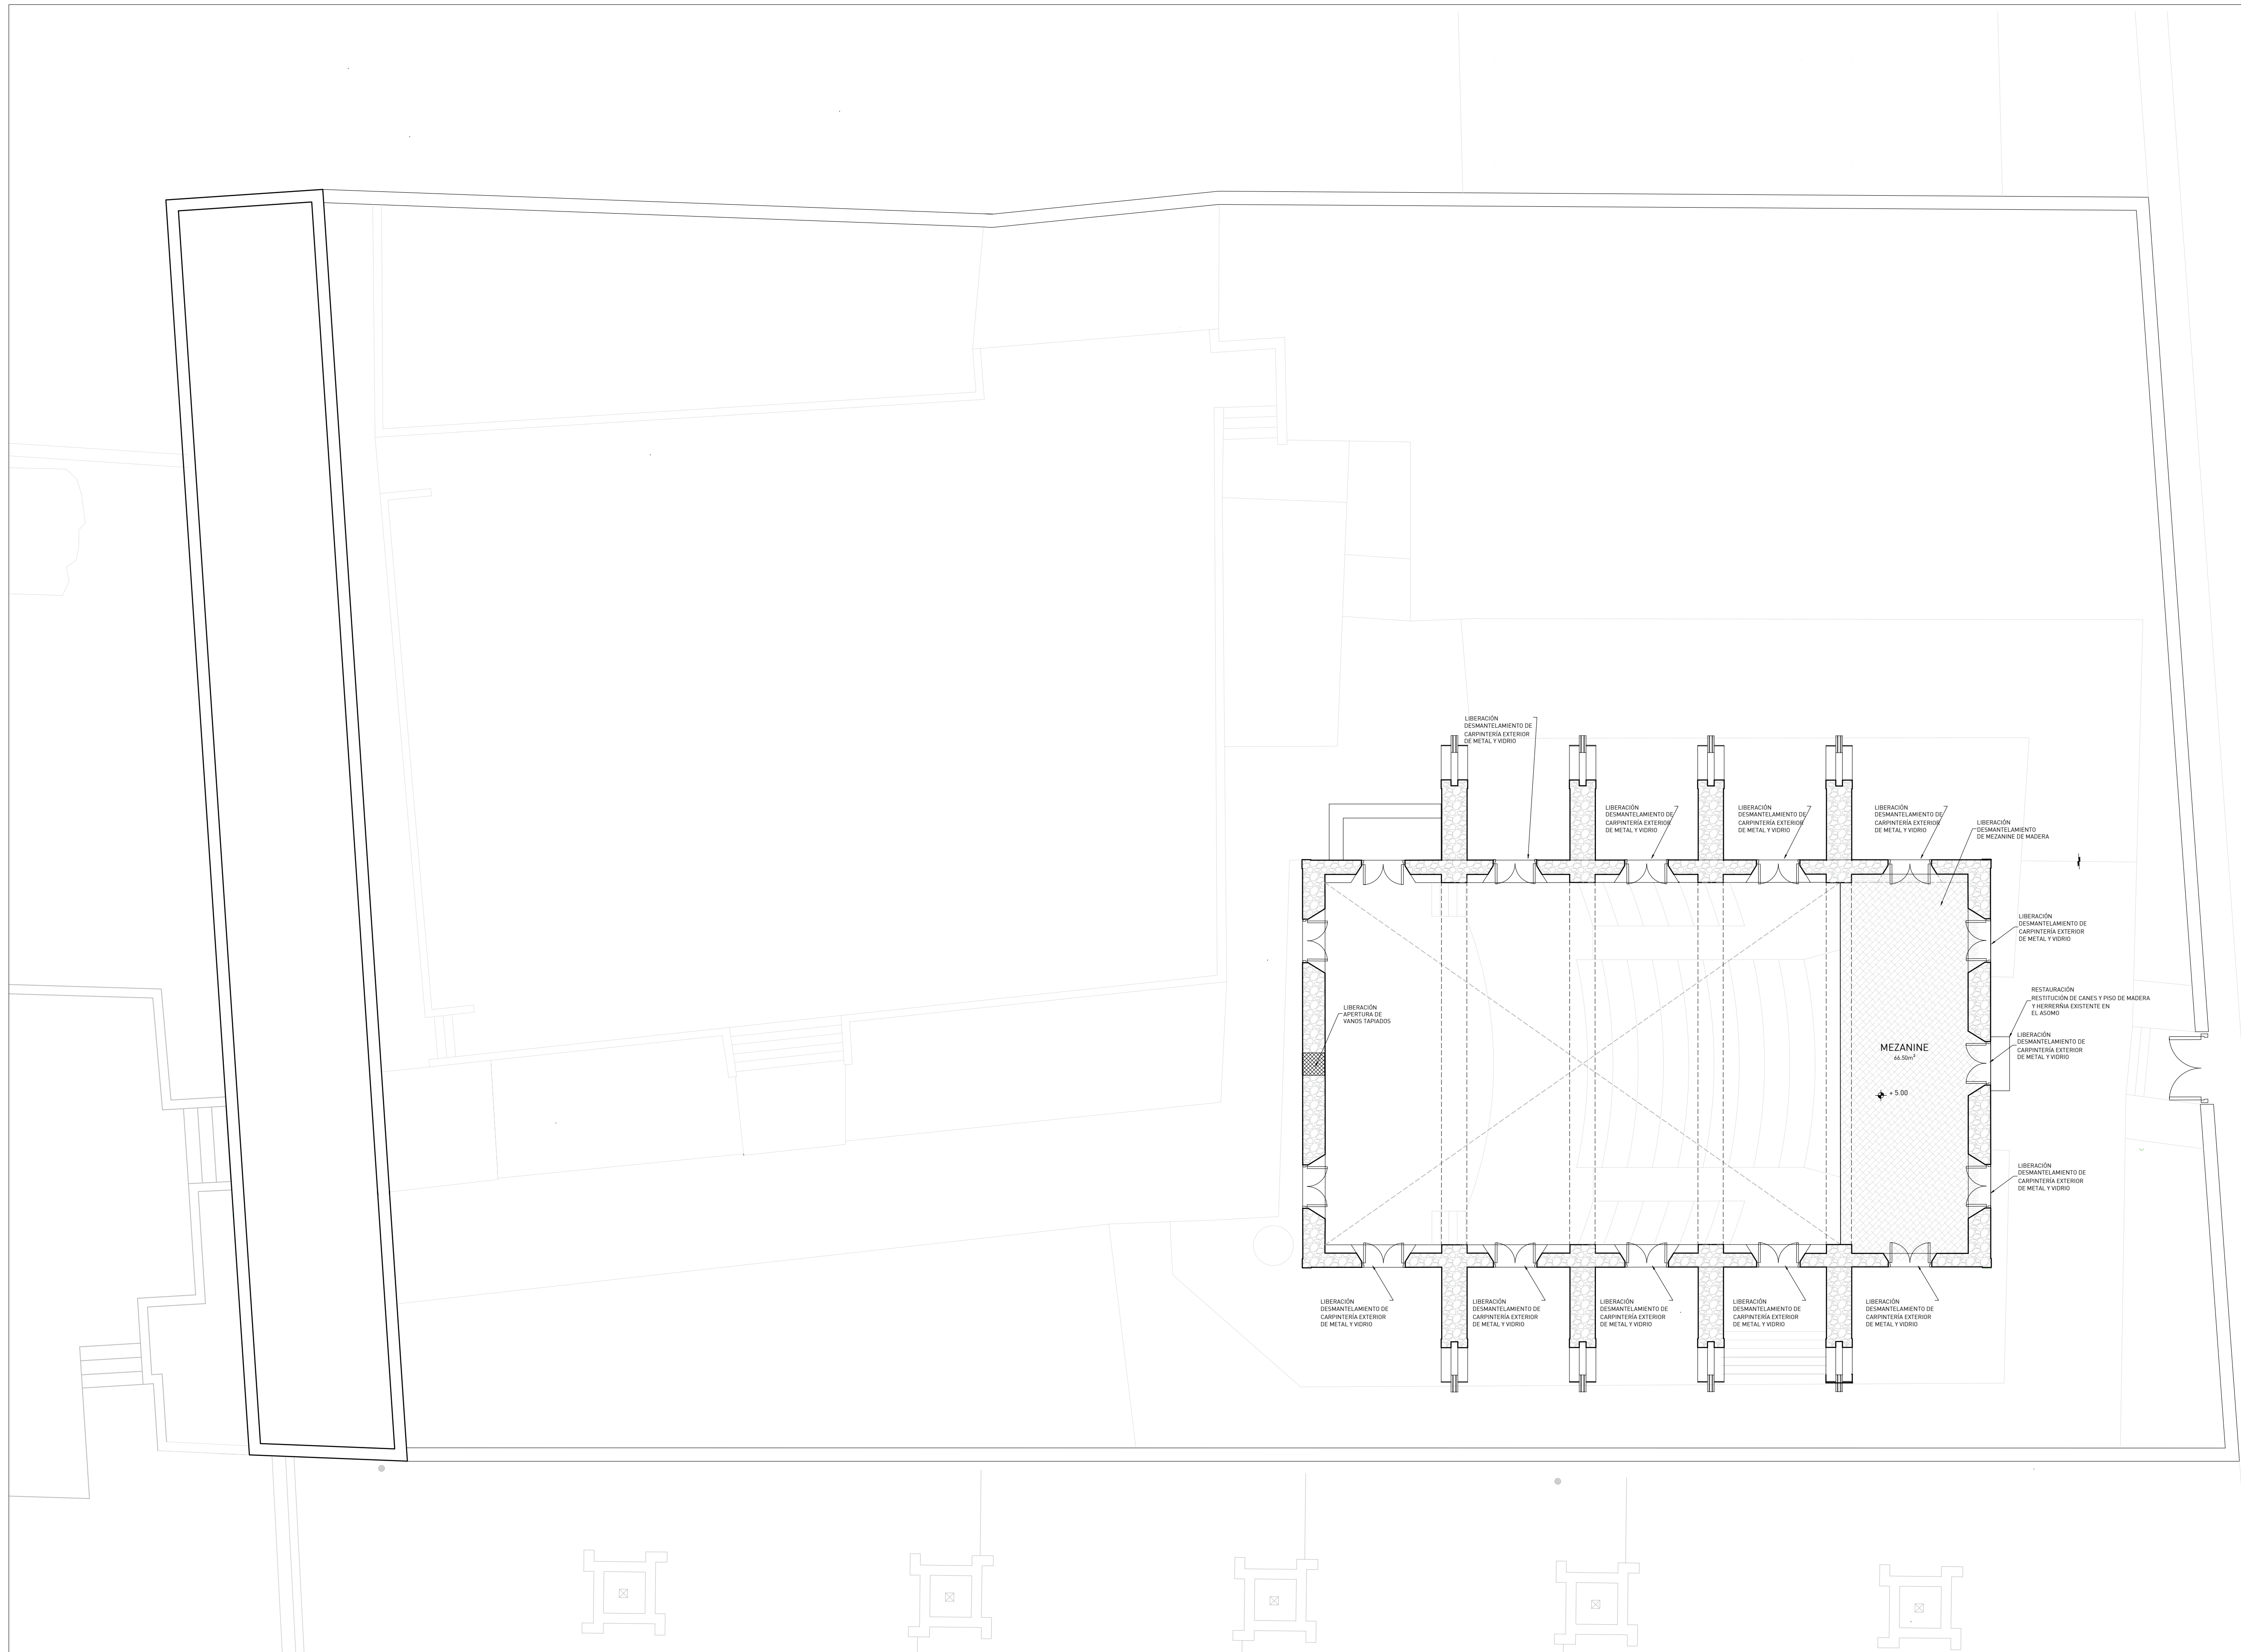 LIBERACIÓN
DESMANTELAMIENTO DE
CARPINTERÍA EXTERIOR
DE METAL Y VIDRIO
LIBERACIÓN
DESMANTELAMIENTO DE
CARPINTERÍA EXTERIOR
DE METAL Y VIDRIO
LIBERACIÓN
DESMANTELAMIENTO DE
CARPINTERÍA EXTERIOR
DE METAL Y VIDRIO
LIBERACIÓN
DESMANTELAMIENTO DE
CARPINTERÍA EXTERIOR
DE METAL Y VIDRIO
LIBERACIÓN
DESMANTELAMIENTO
DE MEZANINE DE MADERA
LIBERACIÓN
DESMANTELAMIENTO DE
CARPINTERÍA EXTERIOR
DE METAL Y VIDRIO
RESTAURACIÓN
RESTITUCIÓN DE CANES Y PISO DE MADERA
Y HERRERÑIA EXISTENTE EN
EL ASOMO
LIBERACIÓN
APERTURA DE
VANOS TAPIADOS
LIBERACIÓN
DESMANTELAMIENTO DE
CARPINTERÍA EXTERIOR
DE METAL Y VIDRIO
MEZANINE
66.50m²
+ 5.00
LIBERACIÓN
DESMANTELAMIENTO DE
CARPINTERÍA EXTERIOR
DE METAL Y VIDRIO
LIBERACIÓN
DESMANTELAMIENTO DE
CARPINTERÍA EXTERIOR
DE METAL Y VIDRIO
LIBERACIÓN
DESMANTELAMIENTO DE
CARPINTERÍA EXTERIOR
DE METAL Y VIDRIO
LIBERACIÓN
DESMANTELAMIENTO DE
CARPINTERÍA EXTERIOR
DE METAL Y VIDRIO
LIBERACIÓN
DESMANTELAMIENTO DE
CARPINTERÍA EXTERIOR
DE METAL Y VIDRIO
LIBERACIÓN
DESMANTELAMIENTO DE
CARPINTERÍA EXTERIOR
DE METAL Y VIDRIO